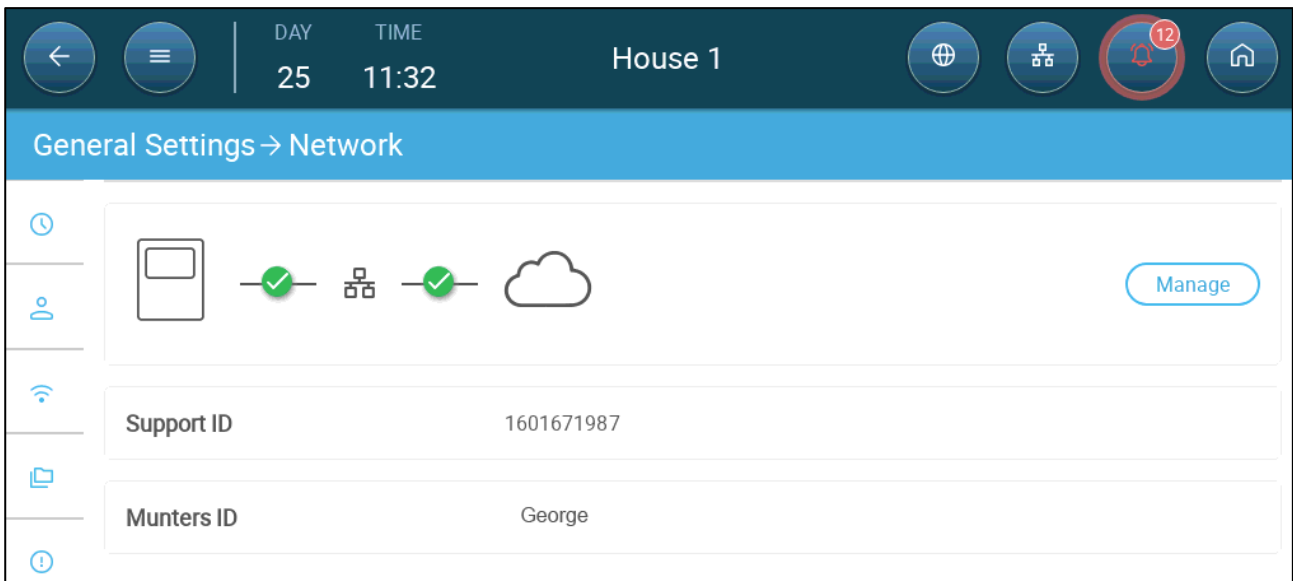 DAY TIME
25 11:32
House 1
12
General Settings → Network
Manage
Support ID 1601671987
Munters ID George